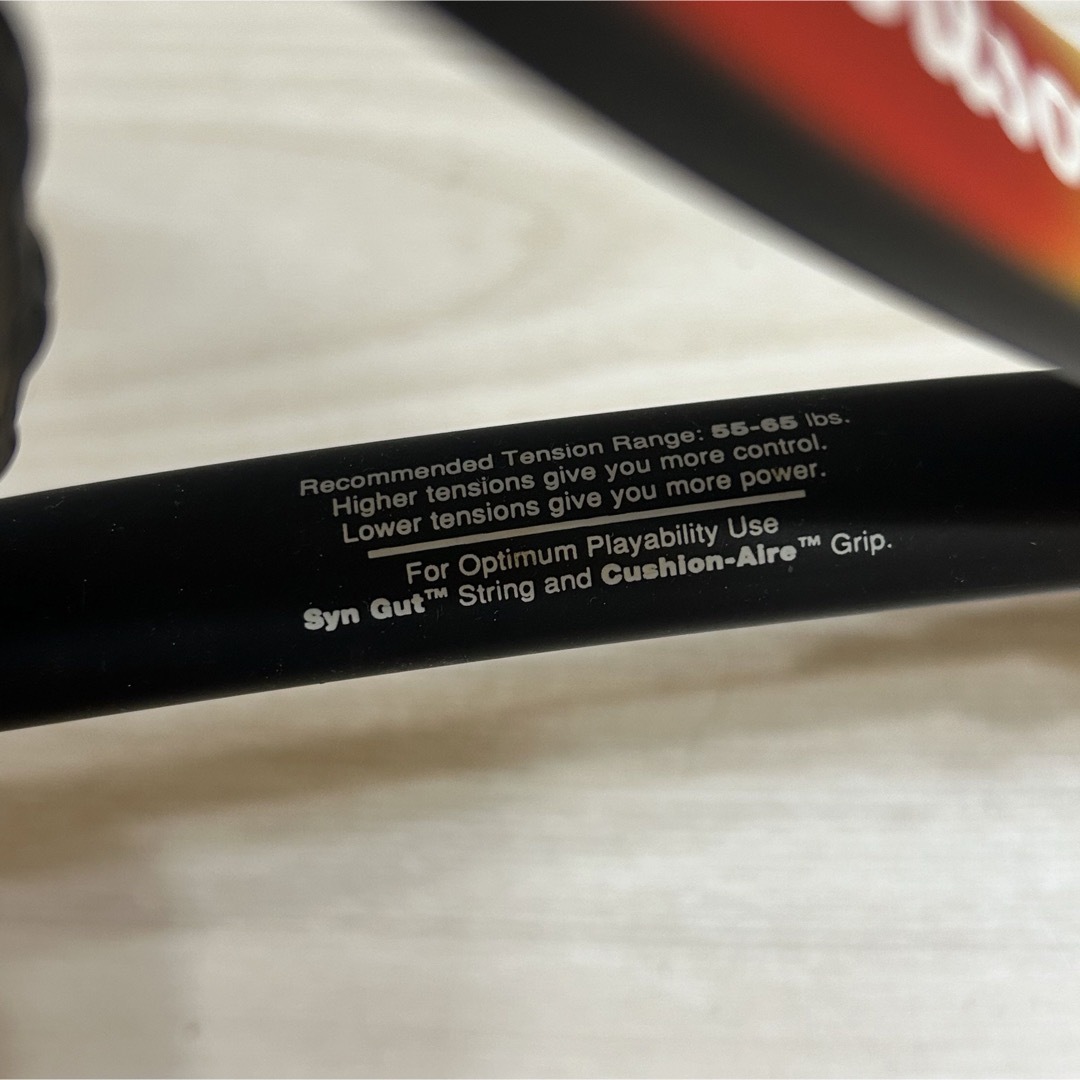 Recommended Tension Range: 55-65 lbs.
Higher tensions give you more control.
Lower tensions give you more power.
For Optimum Playability Use
Syn Gut™ String and Cushion-Aire™ Grip.